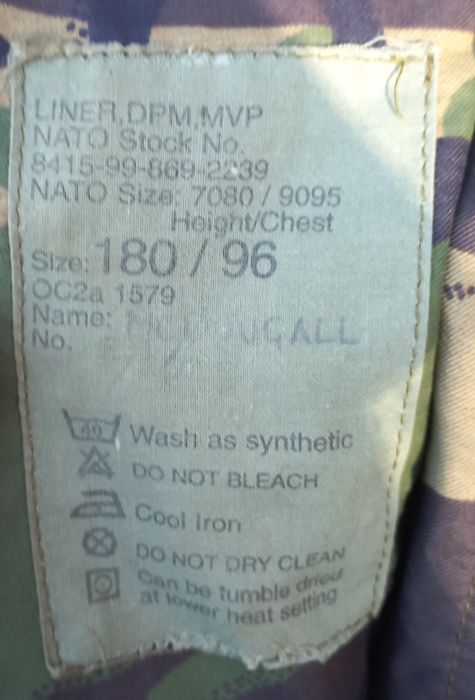 LINER,DPM,MVP
NATO Stock No.
8415-99-869-2239
NATO Size: 7080 / 9095
Height/Chest
Size: 180 / 96
OC2a 1579
Name: McDOUGALL
No.
40
Wash as synthetic
DO NOT BLEACH
Cool Iron
DO NOT DRY CLEAN
Can be tumble dried
at lower heat setting